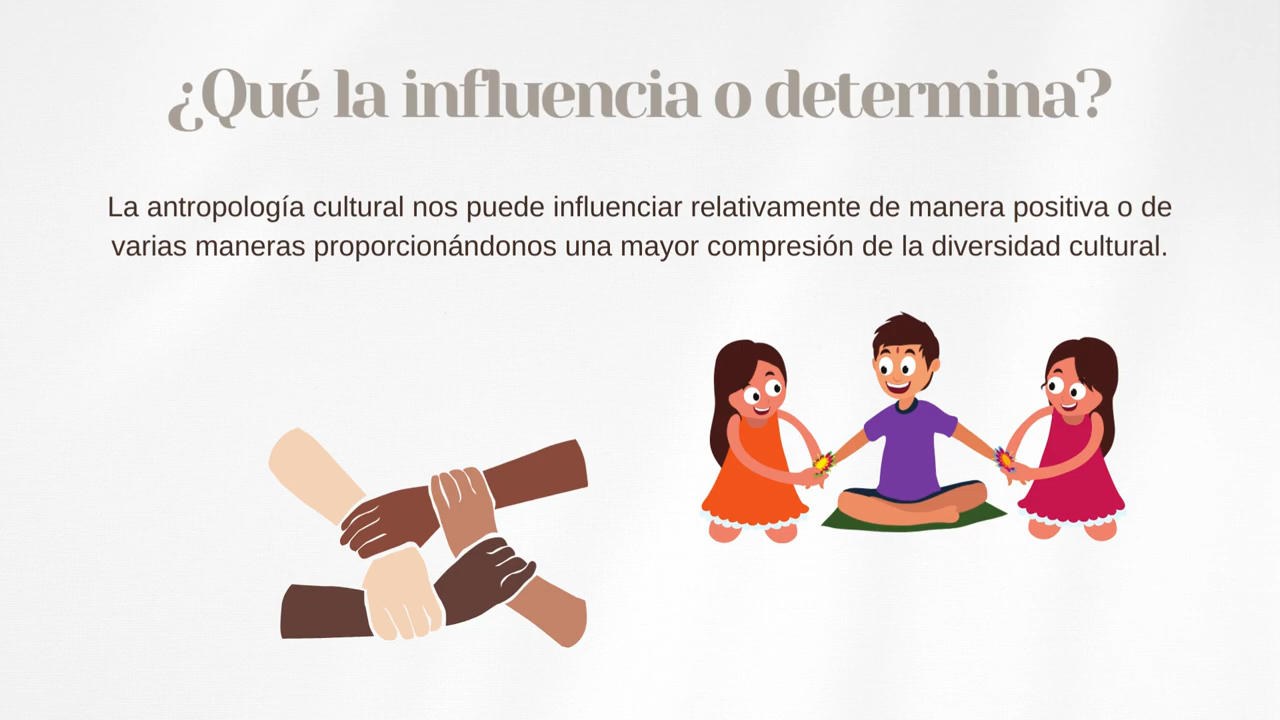 ¿Qué la influencia o determina?
La antropología cultural nos puede influenciar relativamente de manera positiva o de
varias maneras proporcionándonos una mayor compresión de la diversidad cultural.